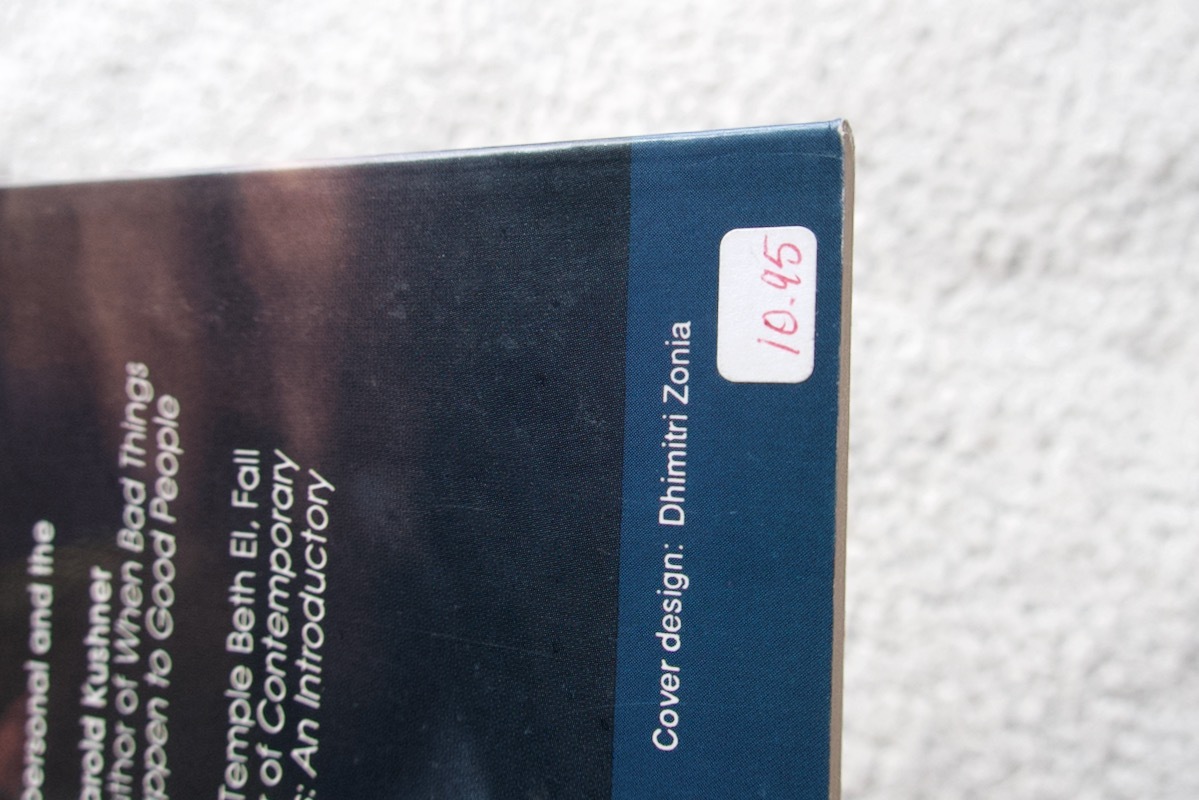 personal and the
arold Kushner
thor of When Bad Things
ppen to Good People
Temple Beth El, Fall
of Contemporary
: An Introductory
Cover design: Dhimitri Zonia
10.95